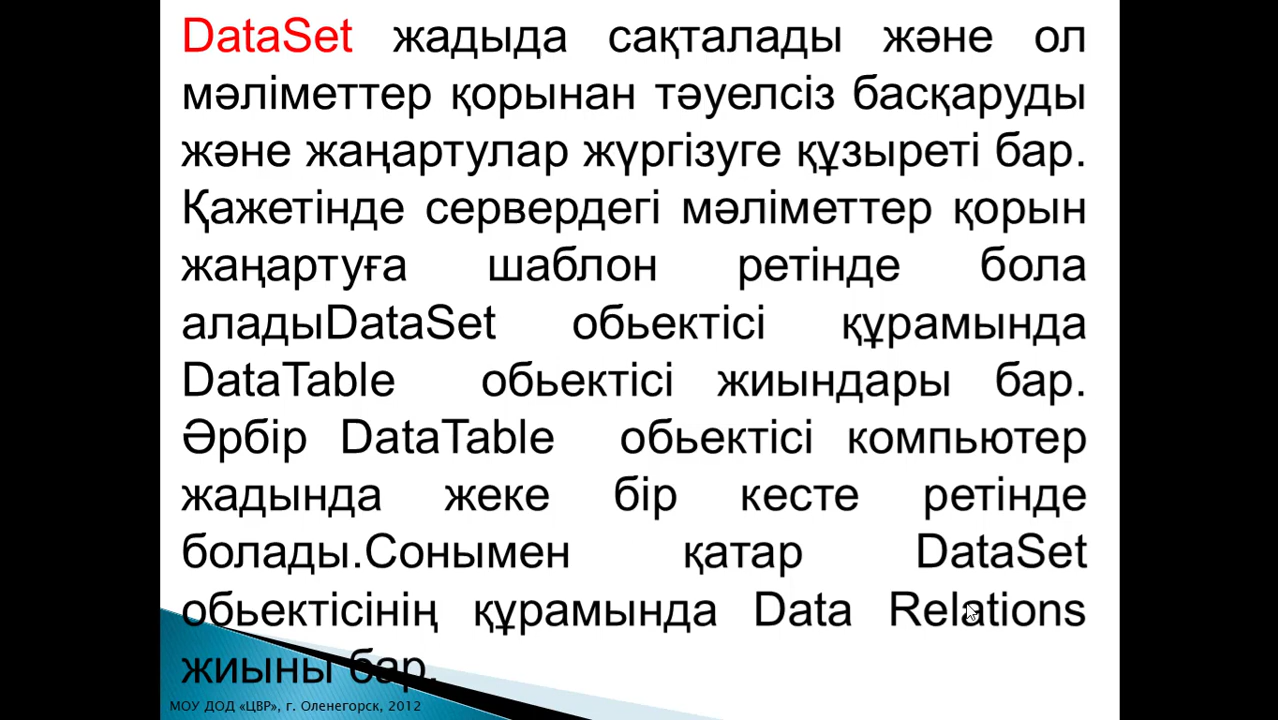 DataSet жадыда сақталады және ол
мәліметтер қорынан тәуелсіз басқаруды
және жаңартулар жүргізуге құзыреті бар.
Қажетінде сервердегі мәліметтер қорын
жаңартуға шаблон ретінде бола
аладыDataSet обьектісі құрамында
DataTable обьектісі жиындары бар.
Әрбір DataTable обьектісі компьютер
жадында жеке бір кесте ретінде
болады.Сонымен қатар DataSet
обьектісінің құрамында Data Relations
жиыны бар.
МОУ ДОД «ЦВР», г. Оленегорск, 2012